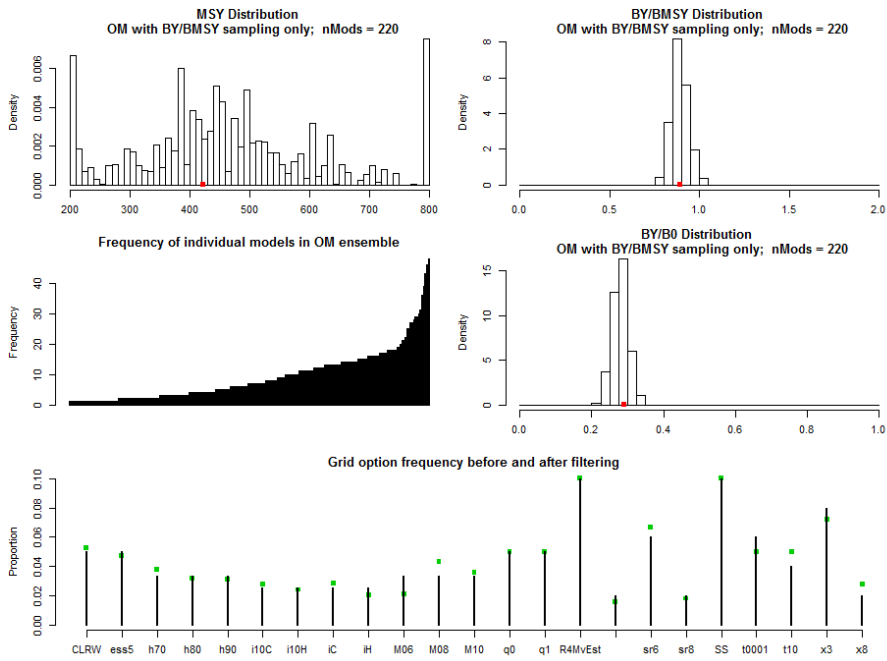 MSY Distribution
OM with BY/BMSY sampling only;  nMods = 220
Density
0.000 0.002 0.004 0.006
200 300 400 500 600 700 800
BY/BMSY Distribution
OM with BY/BMSY sampling only;  nMods = 220
Density
0 2 4 6 8
0.0 0.5 1.0 1.5 2.0
Frequency of individual models in OM ensemble
Frequency
0 10 20 30 40
BY/B0 Distribution
OM with BY/BMSY sampling only;  nMods = 220
Density
0 5 10 15
0.0 0.2 0.4 0.6 0.8 1.0
Grid option frequency before and after filtering
Proportion
0.00 0.02 0.04 0.06 0.08 0.10
CLRW ess5 h70 h80 h90 i10C i10H iC iH M06 M08 M10 q0 q1 R4MvEst sr6 sr8 SS t0001 t10 x3 x8